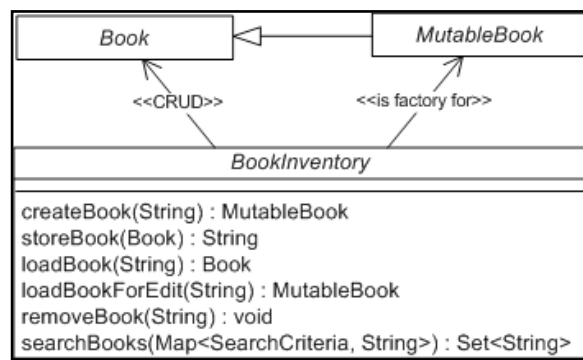 Book
MutableBook
<<CRUD>>
<<is factory for>>
BookInventory
createBook(String) : MutableBook
storeBook(Book) : String
loadBook(String) : Book
loadBookForEdit(String) : MutableBook
removeBook(String) : void
searchBooks(Map<SearchCriteria, String>) : Set<String>